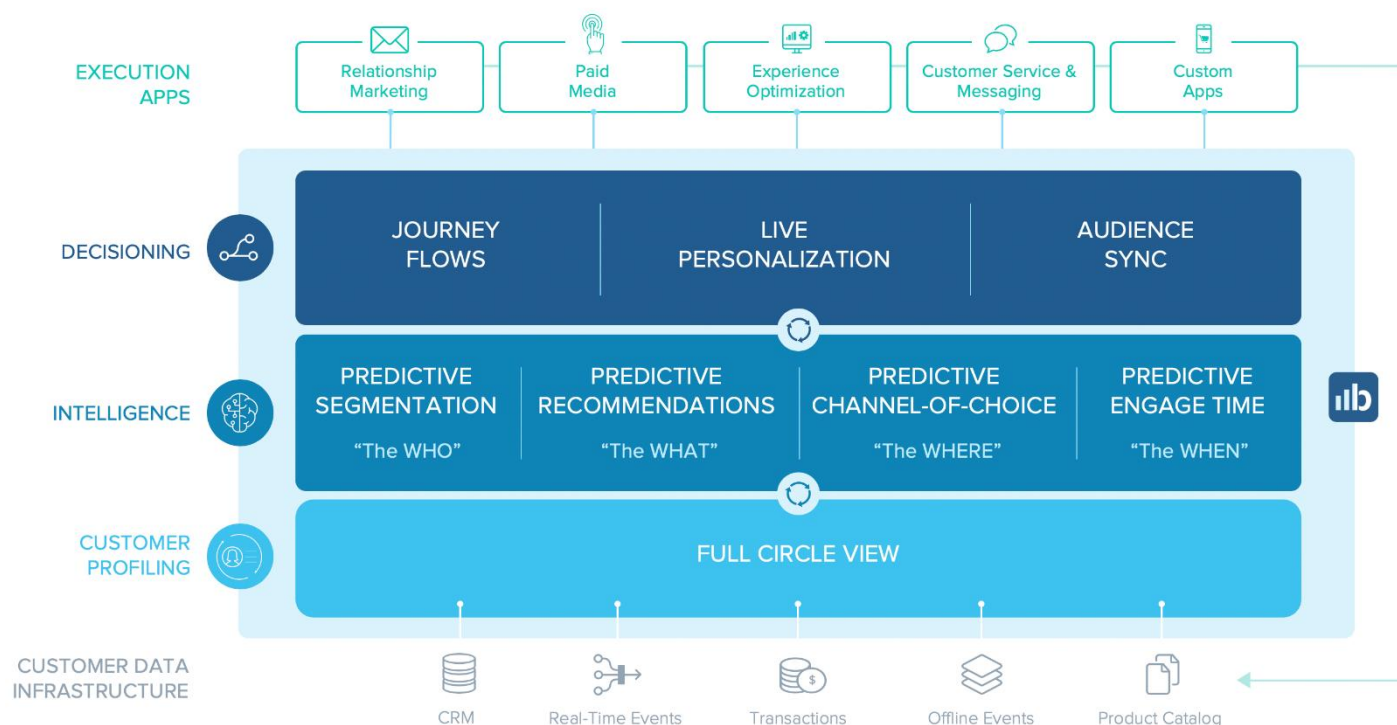 EXECUTION
APPS
Relationship
Marketing
Paid
Media
Experience
Optimization
Customer Service &
Messaging
Custom
Apps
DECISIONING
JOURNEY
FLOWS
LIVE
PERSONALIZATION
AUDIENCE
SYNC
INTELLIGENCE
PREDICTIVE
SEGMENTATION
“The WHO”
PREDICTIVE
RECOMMENDATIONS
“The WHAT”
PREDICTIVE
CHANNEL-OF-CHOICE
“The WHERE”
PREDICTIVE
ENGAGE TIME
“The WHEN”
b
CUSTOMER
PROFILING
FULL CIRCLE VIEW
CUSTOMER DATA
INFRASTRUCTURE
$
CRM
Real-Time Events
Transactions
Offline Events
Product Catalog